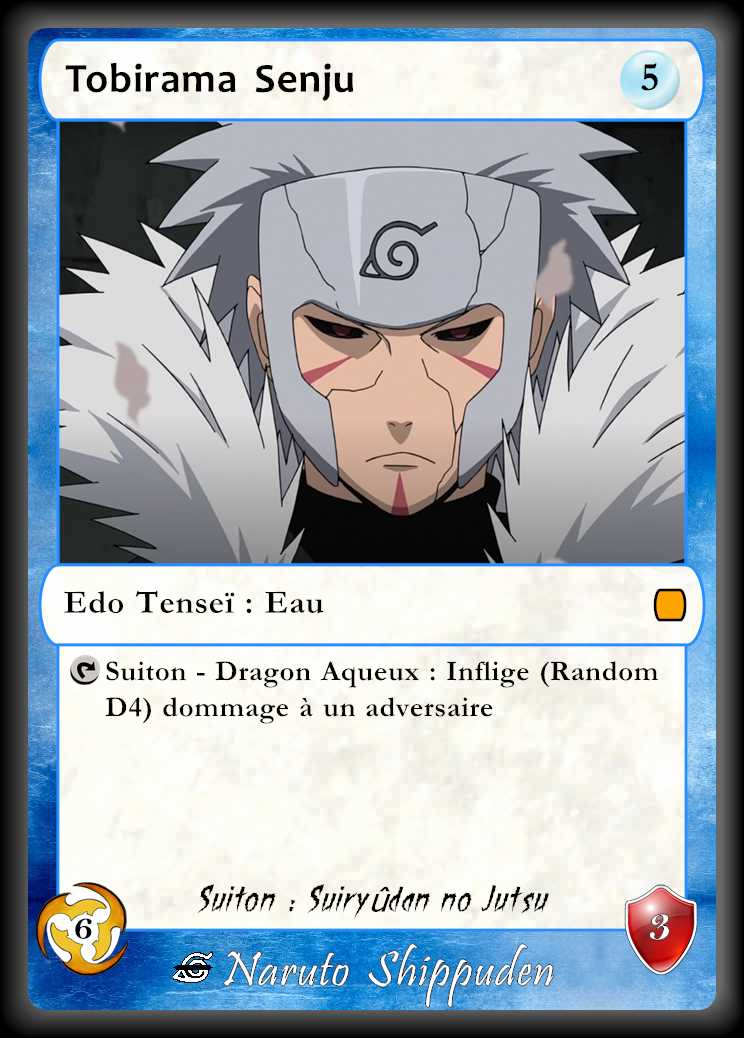 Tobirama Senju
5
Edo Tenseï : Eau
Suiton - Dragon Aqueux : Inflige (Random
D4) dommage à un adversaire
Suiton : Suiryûdan no Jutsu
6
3
Naruto Shippuden